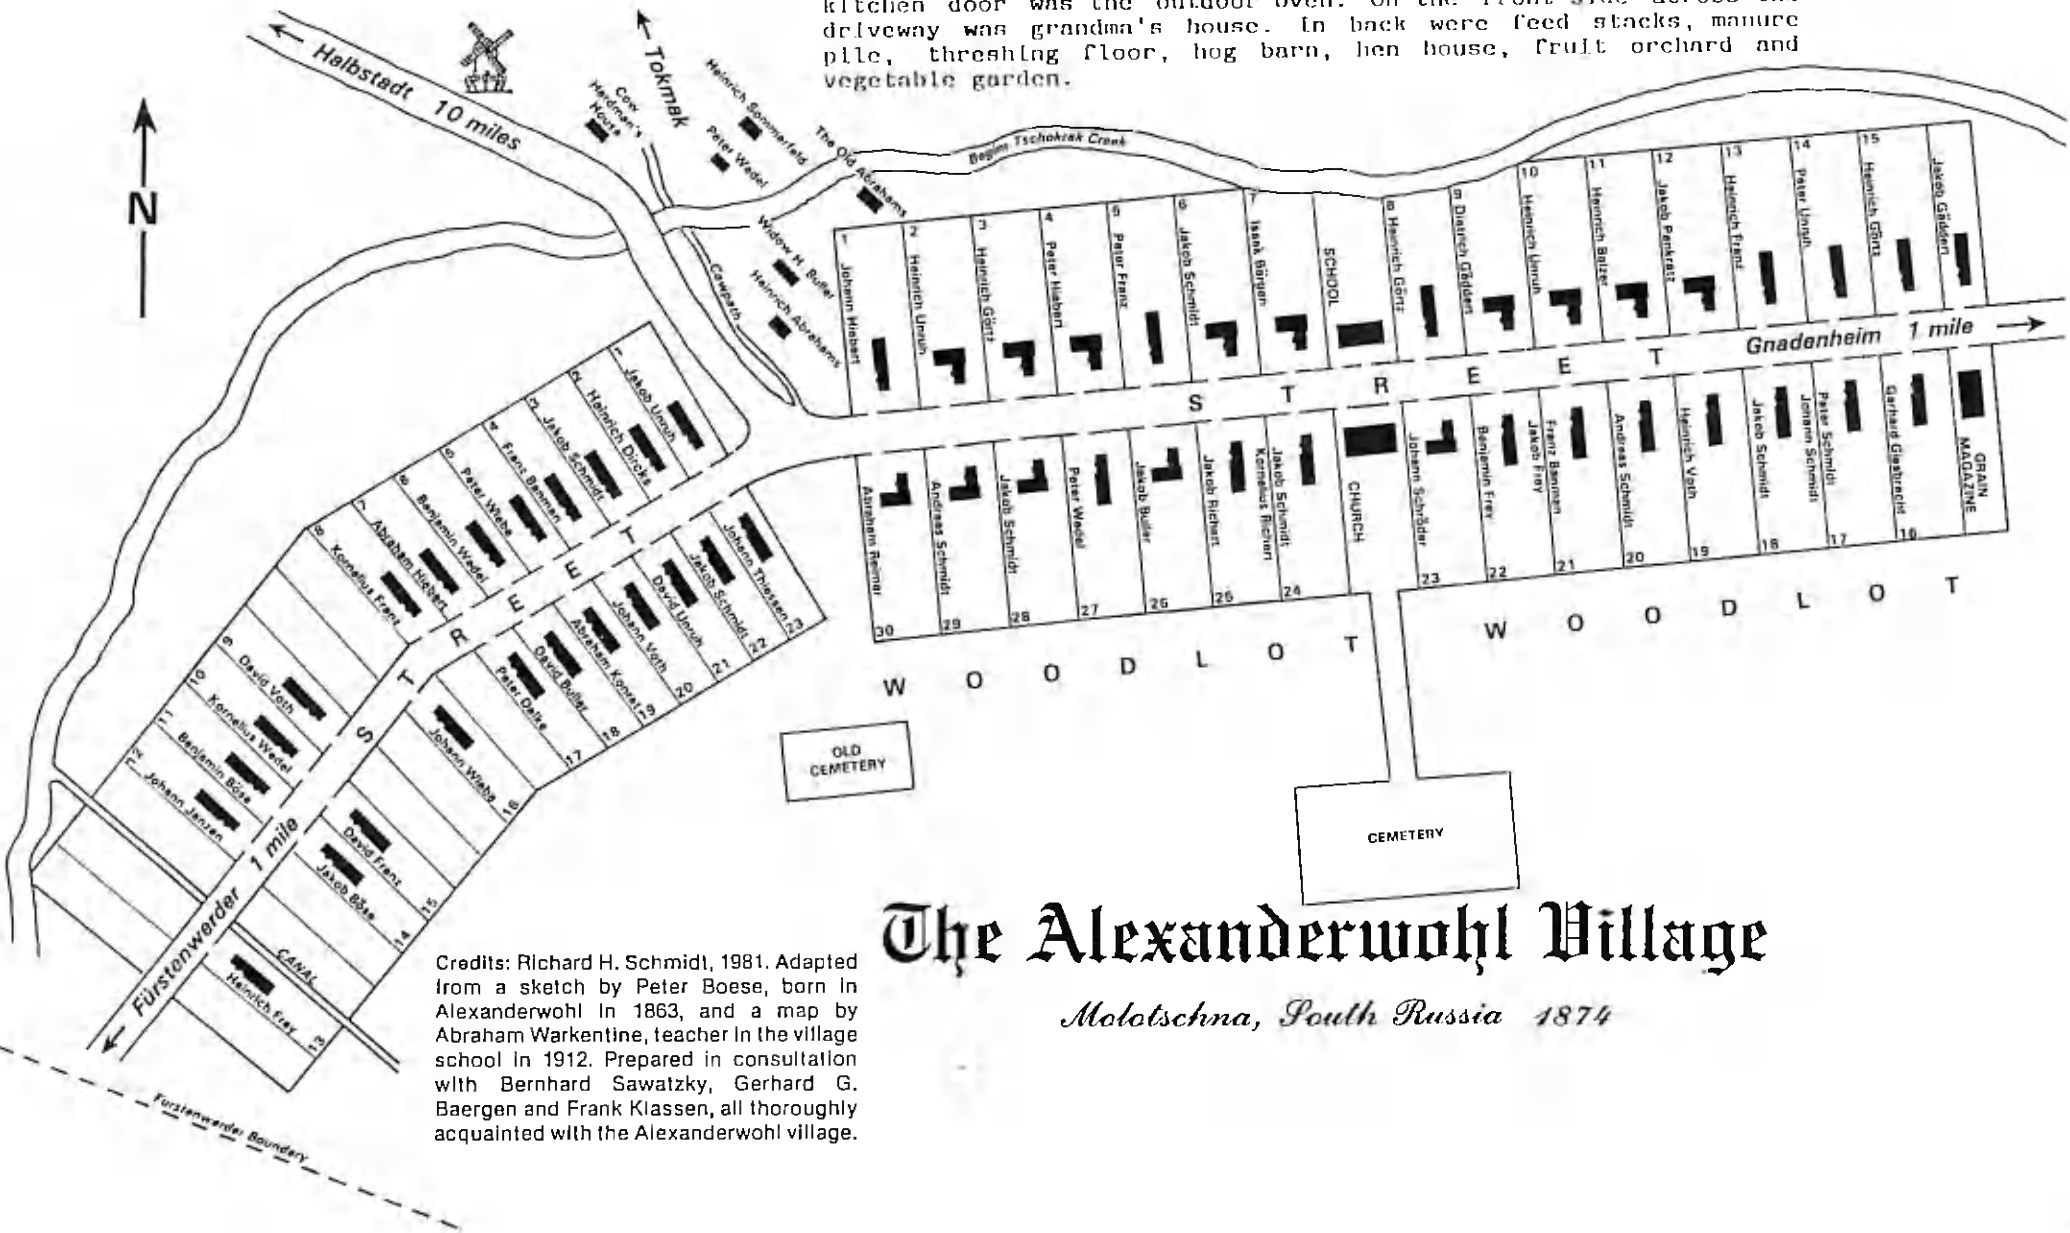 kitchen door was the outdoor oven. On the front side across the
driveway was grandma's house. In back were feed stacks, manure
pile, threshing floor, hog barn, hen house, fruit orchard and
vegetable garden.
Halbstadt 10 miles
Tokmak
N
Cow
Herdman's
House
Heinrich Sommerfeld
Peter Wedel
The Old Abrahams
Widow H. Buller
Heinrich Abrahams
Cowpath
Begim Tschokrak Creek
1 Johann Hiebert
2 Heinrich Unruh
3 Heinrich Görtz
4 Peter Hiebert
5 Peter Franz
6 Jakob Schmidt
7 Isaak Bärgen
SCHOOL
8 Heinrich Görtz
9 Dietrich Gädden
10 Heinrich Unruh
11 Heinrich Balzer
12 Jakob Pankratz
13 Heinrich Franz
14 Peter Unruh
15 Heinrich Görtz
Jakob Gädden
STREET
Gnadenheim 1 mile
Abraham Reimer 30
Andreas Schmidt 29
Jakob Schmidt 28
Peter Wedel 27
Jakob Buller 26
Jakob Richert 25
Jakob Schmidt
Kornelius Richert 24
CHURCH
Johann Schröder 23
Benjamin Frey 22
Franz Banman
Jakob Frey 21
Andreas Schmidt 20
Heinrich Voth 19
Jakob Schmidt 18
Peter Schmidt
Johann Schmidt 17
Gerhard Giesbrecht 16
GRAIN
MAGAZINE
WOODLOT
WOODLOT
1 Jakob Unruh
2 Heinrich Dircks
3 Jakob Schmidt
4 Franz Banman
5 Peter Wiebe
6 Benjamin Wedel
7 Abraham Hiebert
8 Kornelius Franz
9 David Voth
10 Kornelius Wedel
11 Benjamin Böse
12 Johann Janzen
STREET
Johann Thiessen 23
Jakob Schmidt 22
David Unruh 21
Johann Voth 20
Abraham Konrat 19
David Buller 18
Peter Dalke 17
Johann Wiebe 16
David Franz 15
Jakob Böse 14
Heinrich Frey 13
CANAL
Fürstenwerder 1 mile
Furstenwerder Boundary
OLD
CEMETERY
CEMETERY
The Alexanderwohl Village
Molotschna, South Russia 1874
Credits: Richard H. Schmidt, 1981. Adapted
from a sketch by Peter Boese, born in
Alexanderwohl in 1863, and a map by
Abraham Warkentine, teacher in the village
school in 1912. Prepared in consultation
with Bernhard Sawatzky, Gerhard G.
Baergen and Frank Klassen, all thoroughly
acquainted with the Alexanderwohl village.